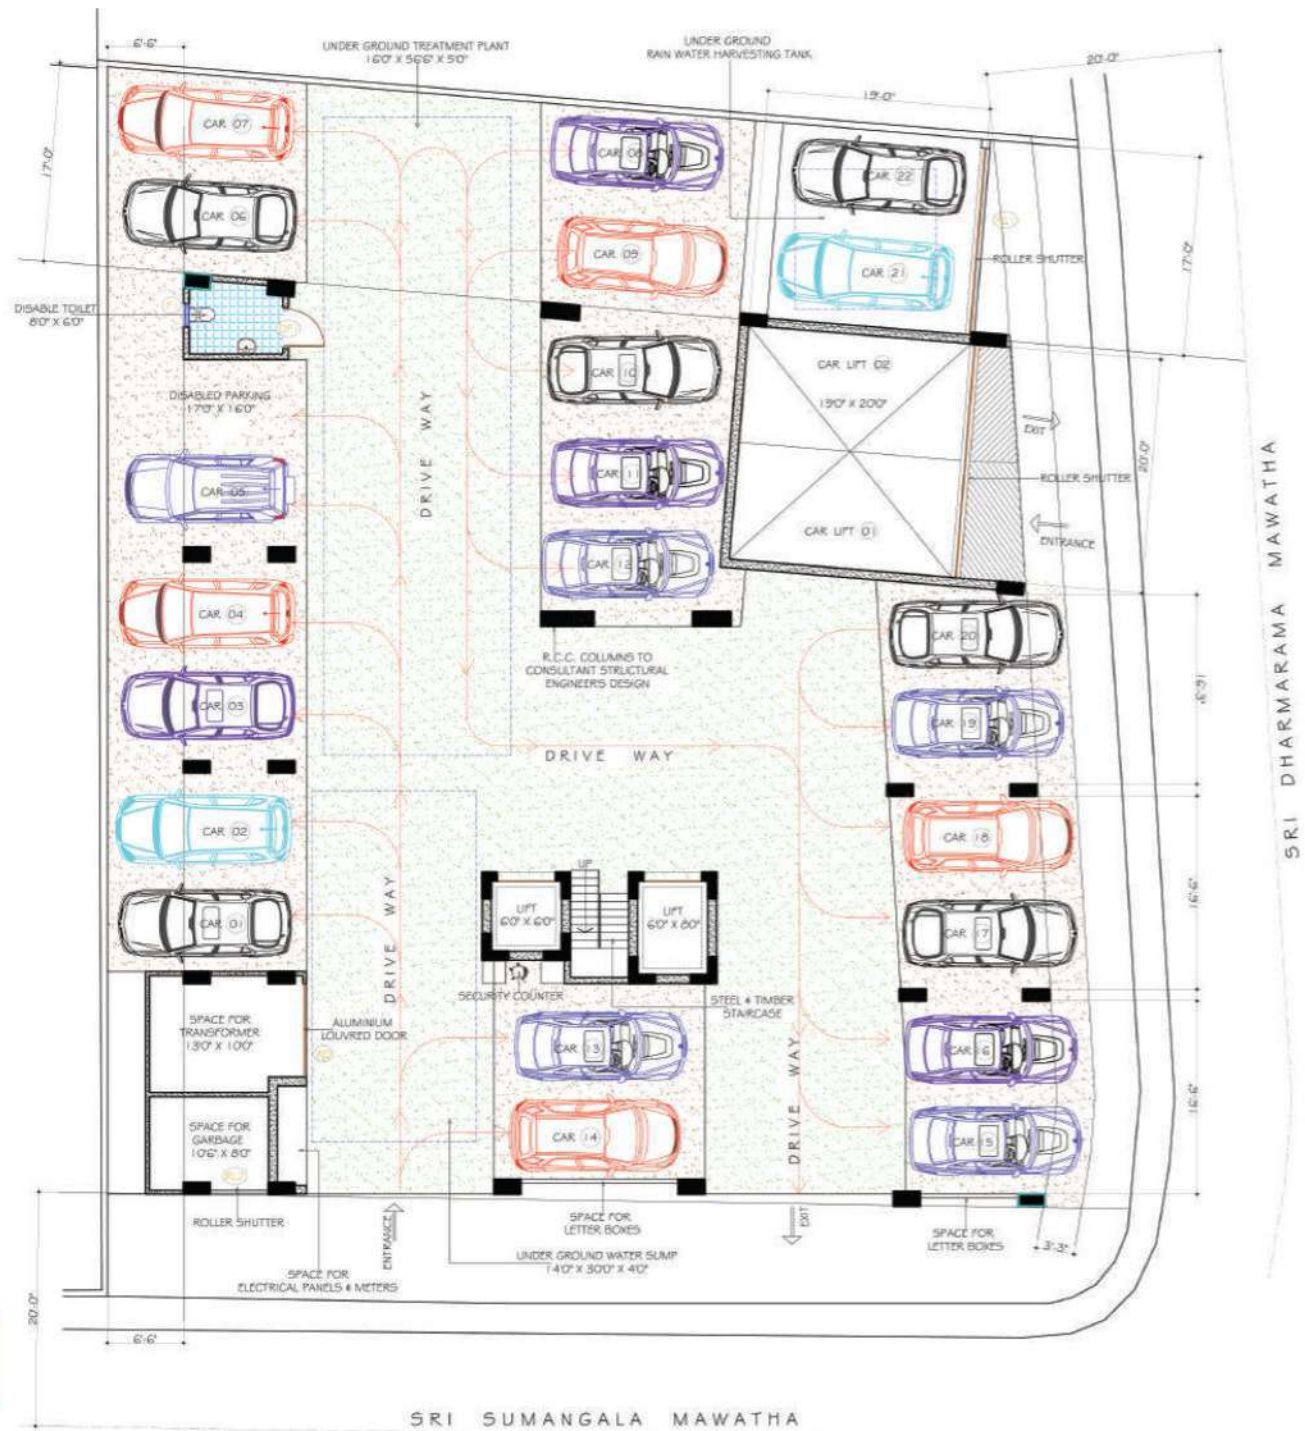 6'-6"
UNDER GROUND TREATMENT PLANT
16'0" X 56'6" X 5'0"
UNDER GROUND
RAIN WATER HARVESTING TANK
20'-0"
19'-0"
17'-0"
CAR 07
CAR 08
CAR 22
CAR 06
CAR 09
CAR 21
ROLLER SHUTTER
17'-0"
DISABLE TOILET
8'0" X 6'0"
CAR 10
CAR LIFT 02
19'0" X 20'0"
DISABLED PARKING
17'0" X 16'0"
DRIVE WAY
EXIT
20'-0"
CAR 05
CAR 11
ROLLER SHUTTER
CAR LIFT 01
ENTRANCE
CAR 12
SRI DHARMARAMA MAWATHA
CAR 04
CAR 20
R.C.C. COLUMNS TO
CONSULTANT STRUCTURAL
ENGINEER'S DESIGN
CAR 03
CAR 19
16'-6"
DRIVE WAY
CAR 02
CAR 18
UP
LIFT
6'0" X 6'0"
LIFT
6'0" X 8'0"
16'-6"
CAR 01
CAR 17
DRIVE WAY
SECURITY COUNTER
STEEL & TIMBER
STAIRCASE
SPACE FOR
TRANSFORMER
13'0" X 10'0"
ALUMINIUM
LOUVRED DOOR
CAR 13
CAR 16
DRIVE WAY
16'-6"
SPACE FOR
GARBAGE
10'6" X 8'0"
CAR 14
CAR 15
ROLLER SHUTTER
ENTRANCE
SPACE FOR
LETTER BOXES
EXIT
SPACE FOR
LETTER BOXES
3'-3"
UNDER GROUND WATER SUMP
14'0" X 30'0" X 4'0"
SPACE FOR
ELECTRICAL PANELS & METERS
20'-0"
6'-6"
SRI SUMANGALA MAWATHA